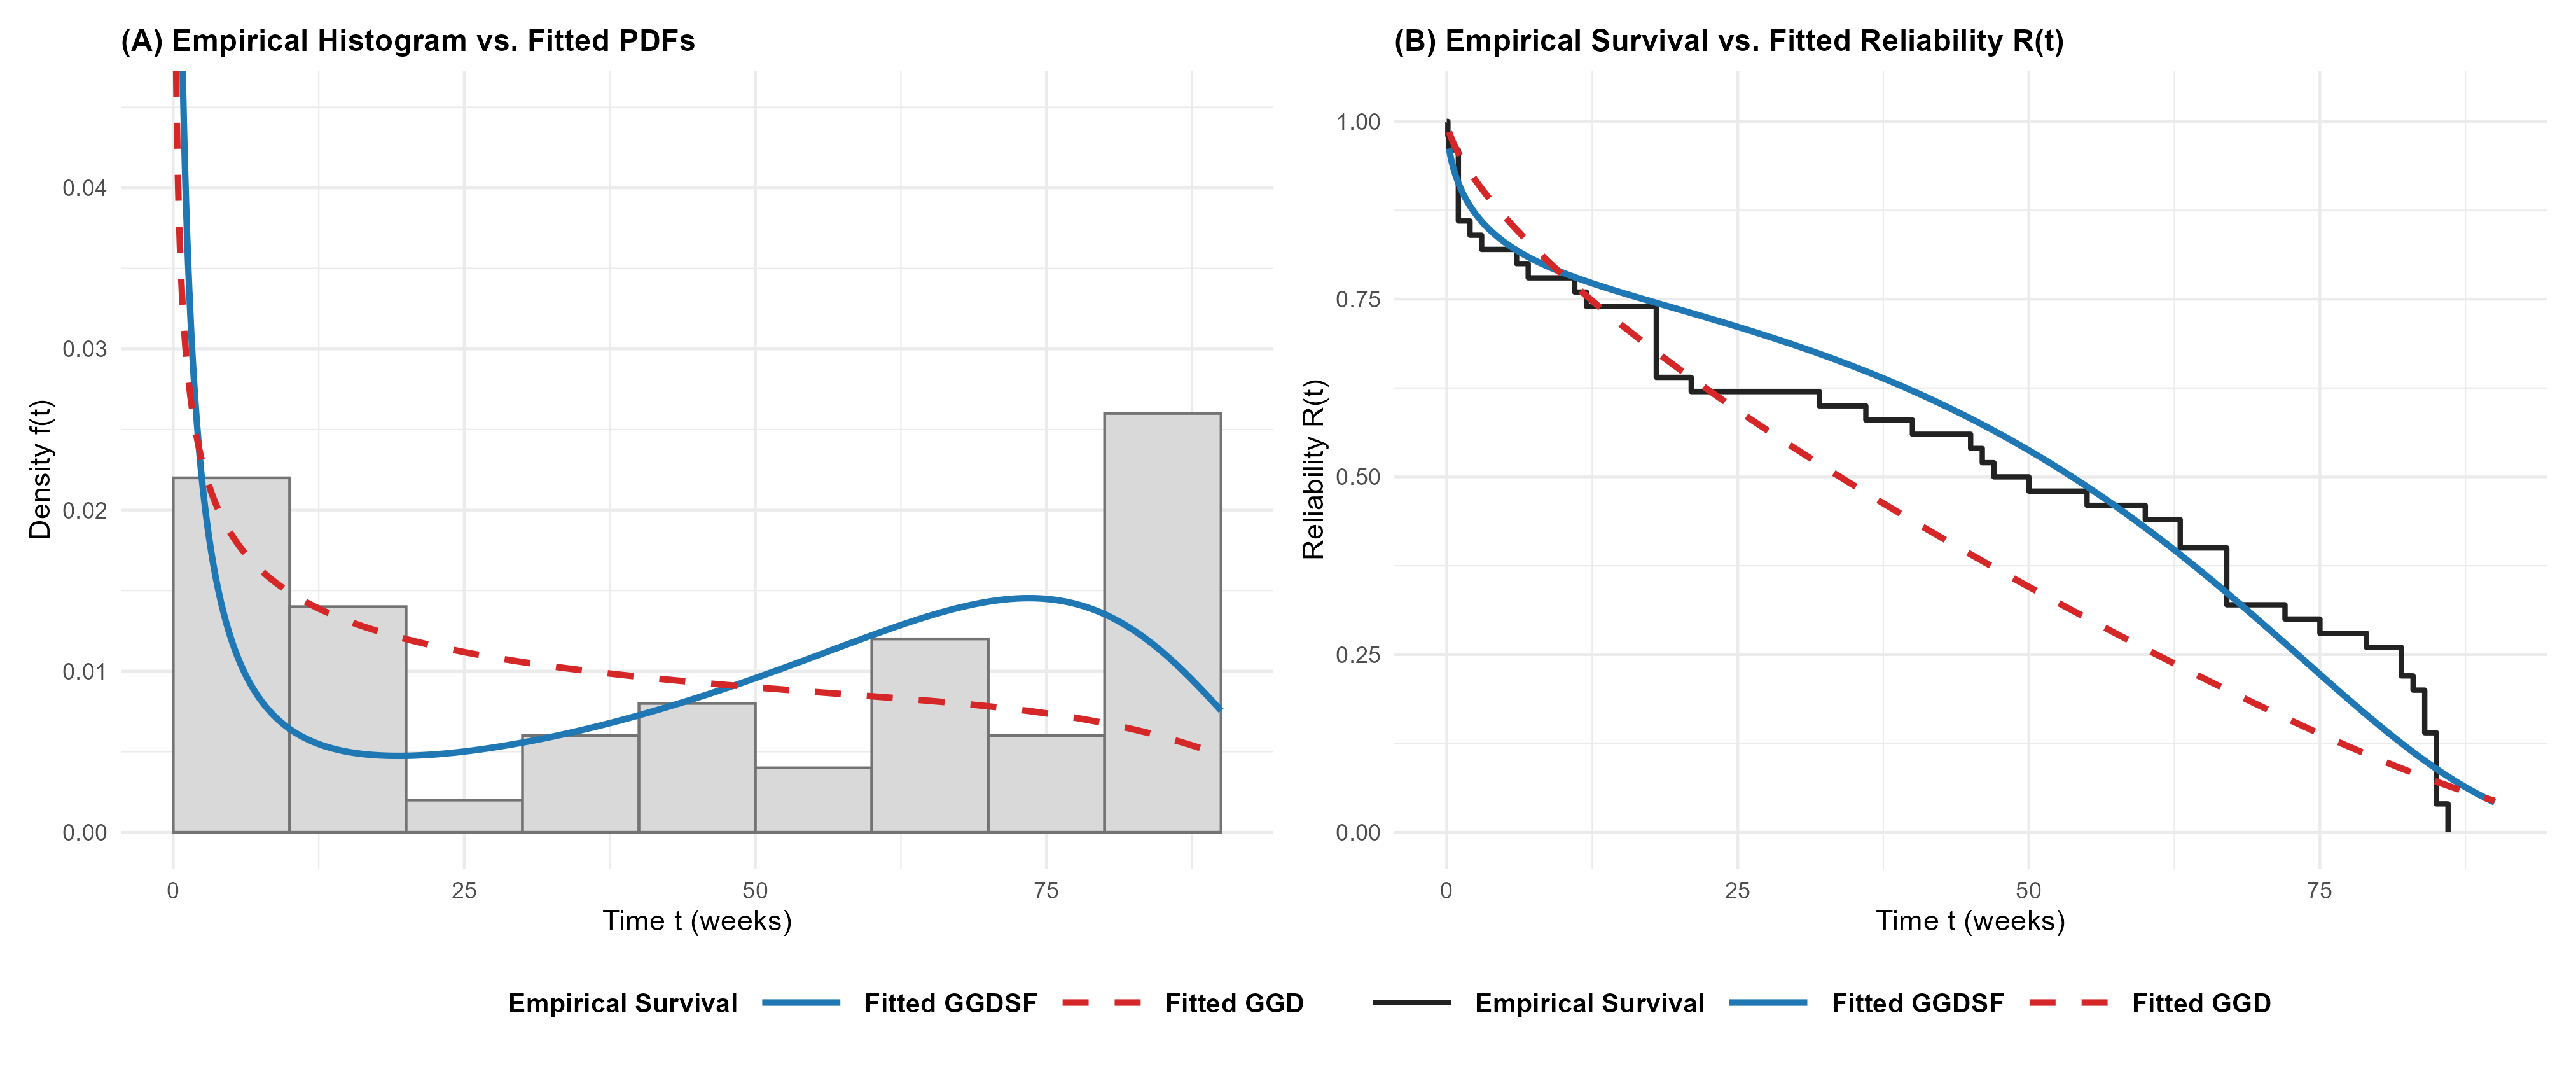 (A) Empirical Histogram vs. Fitted PDFs
Density f(t)
0.04
0.03
0.02
0.01
0.00
0 25 50 75
Time t (weeks)
(B) Empirical Survival vs. Fitted Reliability R(t)
Reliability R(t)
1.00
0.75
0.50
0.25
0.00
0 25 50 75
Time t (weeks)
Empirical Survival Fitted GGDSF Fitted GGD
Empirical Survival Fitted GGDSF Fitted GGD